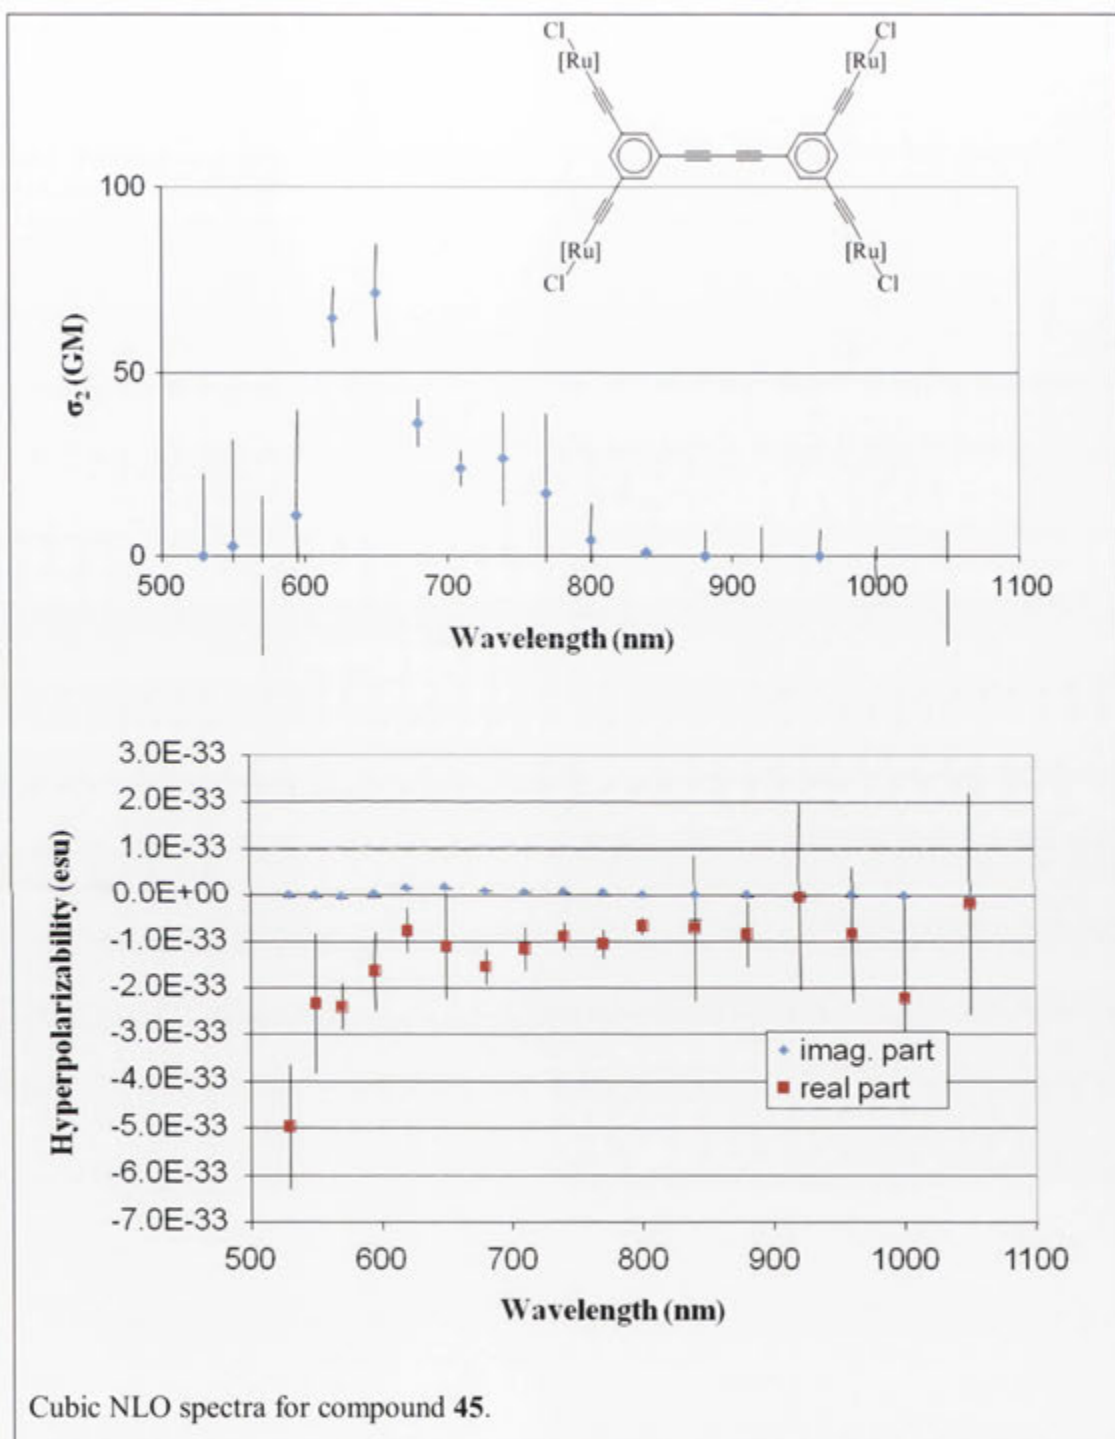 Cl
Cl
[Ru]
[Ru]
[Ru]
[Ru]
Cl
Cl
100
50
0
σ₂ (GM)
500 600 700 800 900 1000 1100
Wavelength (nm)
3.0E-33
2.0E-33
1.0E-33
0.0E+00
-1.0E-33
-2.0E-33
-3.0E-33
-4.0E-33
-5.0E-33
-6.0E-33
-7.0E-33
Hyperpolarizability (esu)
imag. part
real part
500 600 700 800 900 1000 1100
Wavelength (nm)
Cubic NLO spectra for compound 45.